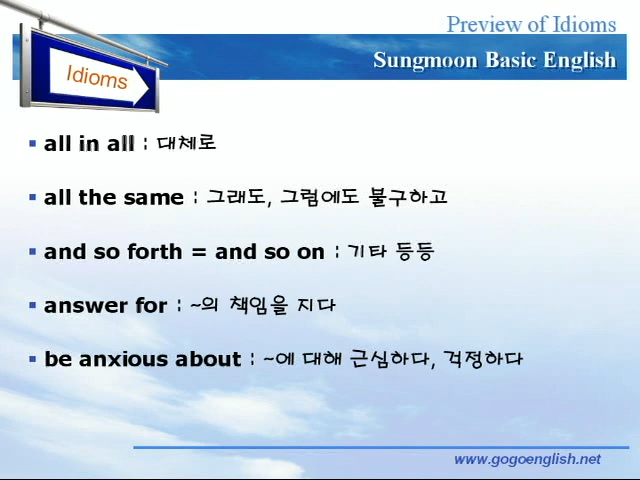 Preview of Idioms
Sungmoon Basic English
Idioms
all in all : 대체로
all the same : 그래도, 그럼에도 불구하고
and so forth = and so on : 기타 등등
answer for : ~의 책임을 지다
be anxious about : ~에 대해 근심하다, 걱정하다
www.gogoenglish.net